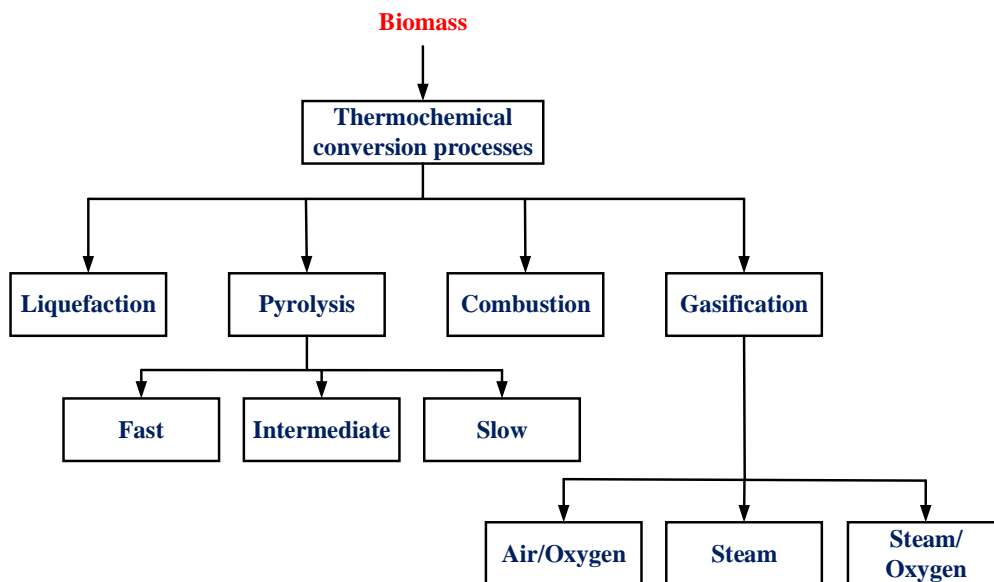 Biomass
Thermochemical
conversion processes
Liquefaction
Pyrolysis
Combustion
Gasification
Fast
Intermediate
Slow
Air/Oxygen
Steam
Steam/
Oxygen